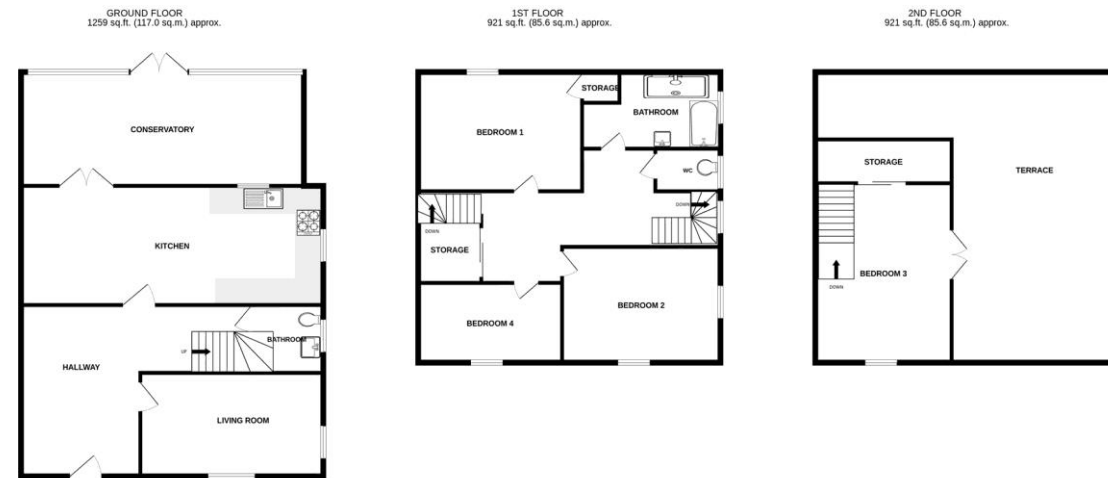 GROUND FLOOR
1259 sq.ft. (117.0 sq.m.) approx.
CONSERVATORY
KITCHEN
UP
BATHROOM
HALLWAY
LIVING ROOM
1ST FLOOR
921 sq.ft. (85.6 sq.m.) approx.
STORAGE
BATHROOM
BEDROOM 1
WC
DOWN
DOWN
STORAGE
BEDROOM 2
BEDROOM 4
2ND FLOOR
921 sq.ft. (85.6 sq.m.) approx.
STORAGE
TERRACE
BEDROOM 3
DOWN